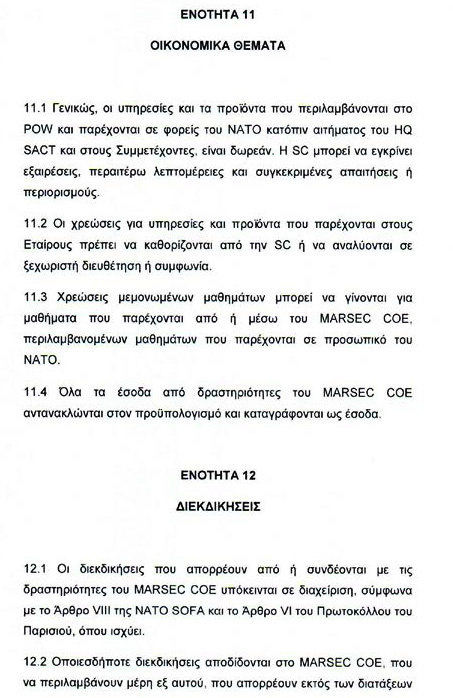 ΕΝΟΤΗΤΑ 11
ΟΙΚΟΝΟΜΙΚΑ ΘΕΜΑΤΑ
11.1 Γενικώς, οι υπηρεσίες και τα προϊόντα που περιλαμβάνονται στο
POW και παρέχονται σε φορείς του ΝΑΤΟ κατόπιν αιτήματος του HQ
SACT και στους Συμμετέχοντες, είναι δωρεάν. Η SC μπορεί να εγκρίνει
εξαιρέσεις, περαιτέρω λεπτομέρειες και συγκεκριμένες απαιτήσεις ή
περιορισμούς.
11.2 Οι χρεώσεις για υπηρεσίες και προϊόντα που παρέχονται στους
Εταίρους πρέπει να καθορίζονται από την SC ή να αναλύονται σε
ξεχωριστή διευθέτηση ή συμφωνία.
11.3 Χρεώσεις μεμονωμένων μαθημάτων μπορεί να γίνονται για
μαθήματα που παρέχονται από ή μέσω του MARSEC COE,
περιλαμβανομένων μαθημάτων που παρέχονται σε προσωπικό του
ΝΑΤΟ.
11.4 Όλα τα έσοδα από δραστηριότητες του MARSEC COE
αντανακλώνται στον προϋπολογισμό και καταγράφονται ως έσοδα.
ΕΝΟΤΗΤΑ 12
ΔΙΕΚΔΙΚΗΣΕΙΣ
12.1 Οι διεκδικήσεις που απορρέουν από ή συνδέονται με τις
δραστηριότητες του MARSEC COE υπόκεινται σε διαχείριση, σύμφωνα
με το Άρθρο VIII της NATO SOFA και το Άρθρο VI του Πρωτοκόλλου του
Παρισιού, όπου ισχύει.
12.2 Οποιεσδήποτε διεκδικήσεις αποδίδονται στο MARSEC COE, που
να περιλαμβάνουν μέρη εξ αυτού, που απορρέουν εκτός των διατάξεων